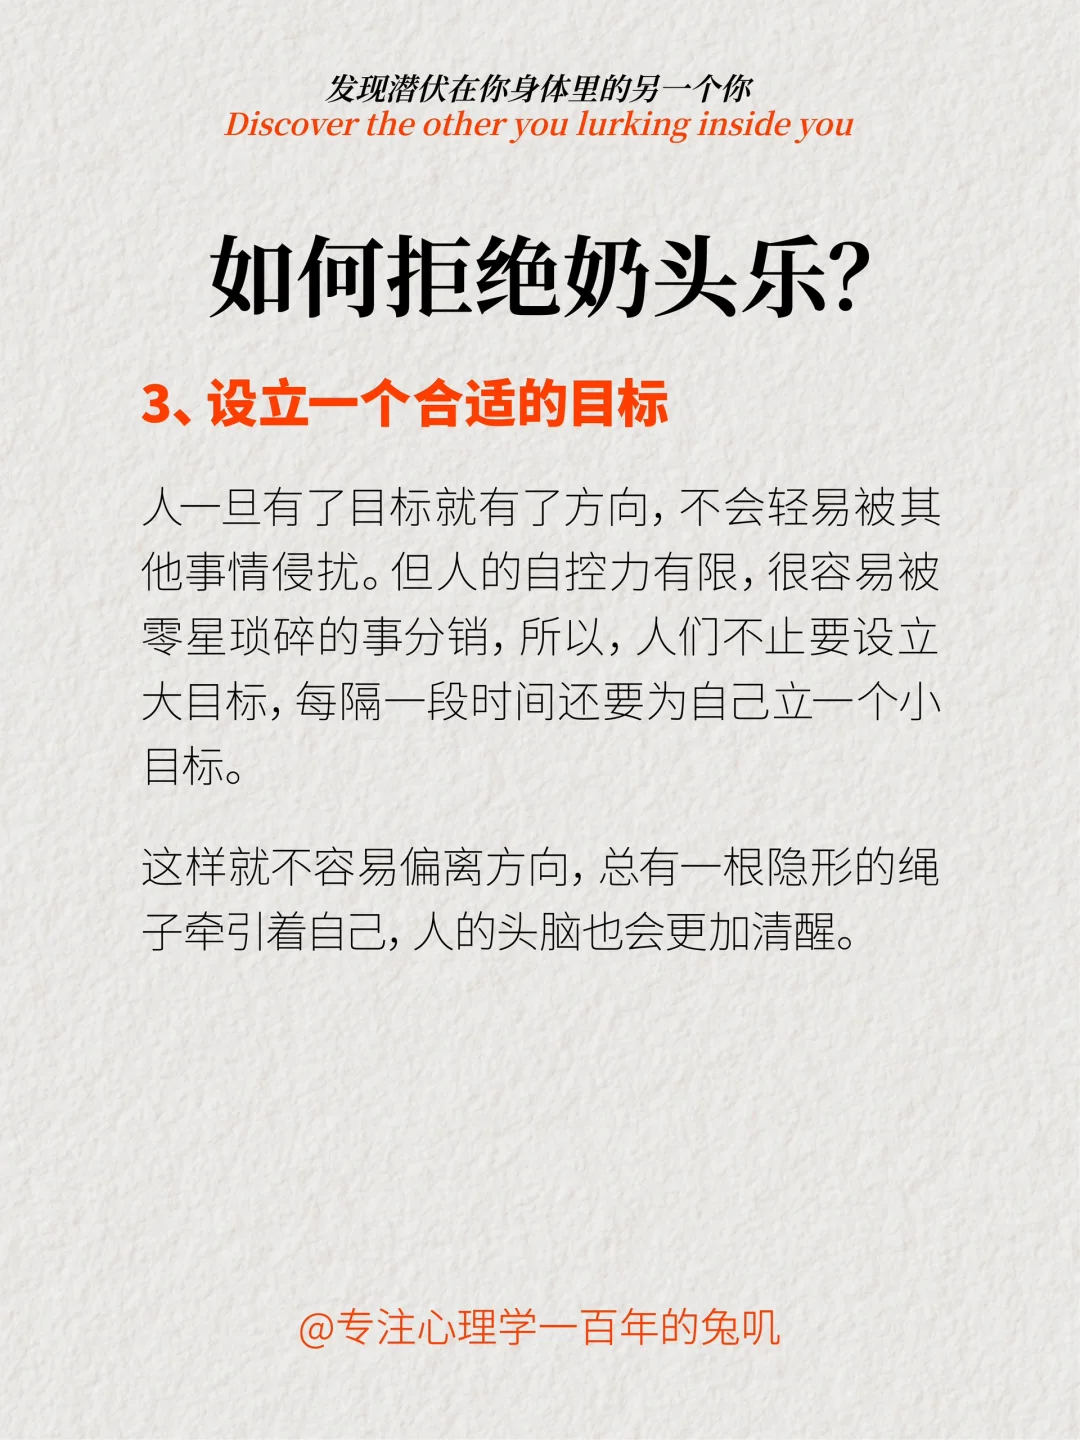 发现潜伏在你身体里的另一个你
Discover the other you lurking inside you
如何拒绝奶头乐?
3、设立一个合适的目标
人一旦有了目标就有了方向，不会轻易被其
他事情侵扰。但人的自控力有限，很容易被
零星琐碎的事分销，所以，人们不止要设立
大目标，每隔一段时间还要为自己立一个小
目标。
这样就不容易偏离方向，总有一根隐形的绳
子牵引着自己，人的头脑也会更加清醒。
@专注心理学一百年的兔叽